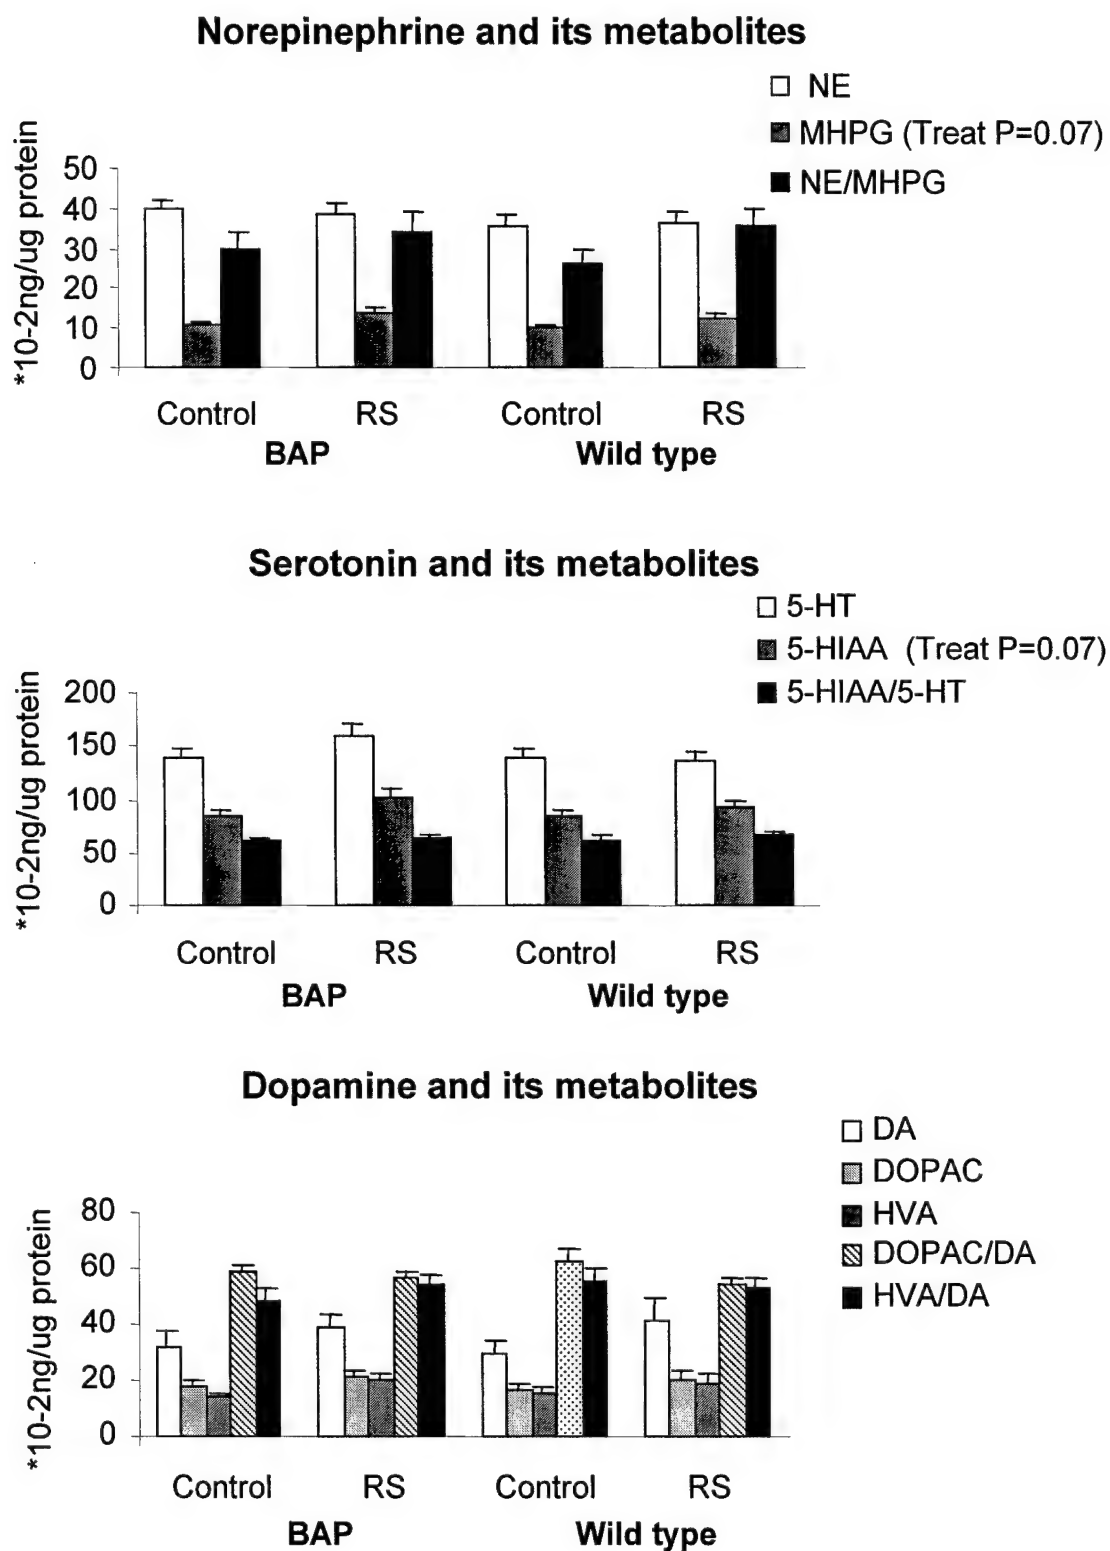 Norepinephrine and its metabolites
NE
MHPG (Treat P=0.07)
NE/MHPG
*10-2ng/ug protein
50
40
30
20
10
0
Control RS Control RS
BAP Wild type
Serotonin and its metabolites
5-HT
5-HIAA (Treat P=0.07)
5-HIAA/5-HT
*10-2ng/ug protein
200
150
100
50
0
Control RS Control RS
BAP Wild type
Dopamine and its metabolites
DA
DOPAC
HVA
DOPAC/DA
HVA/DA
*10-2ng/ug protein
80
60
40
20
0
Control RS Control RS
BAP Wild type